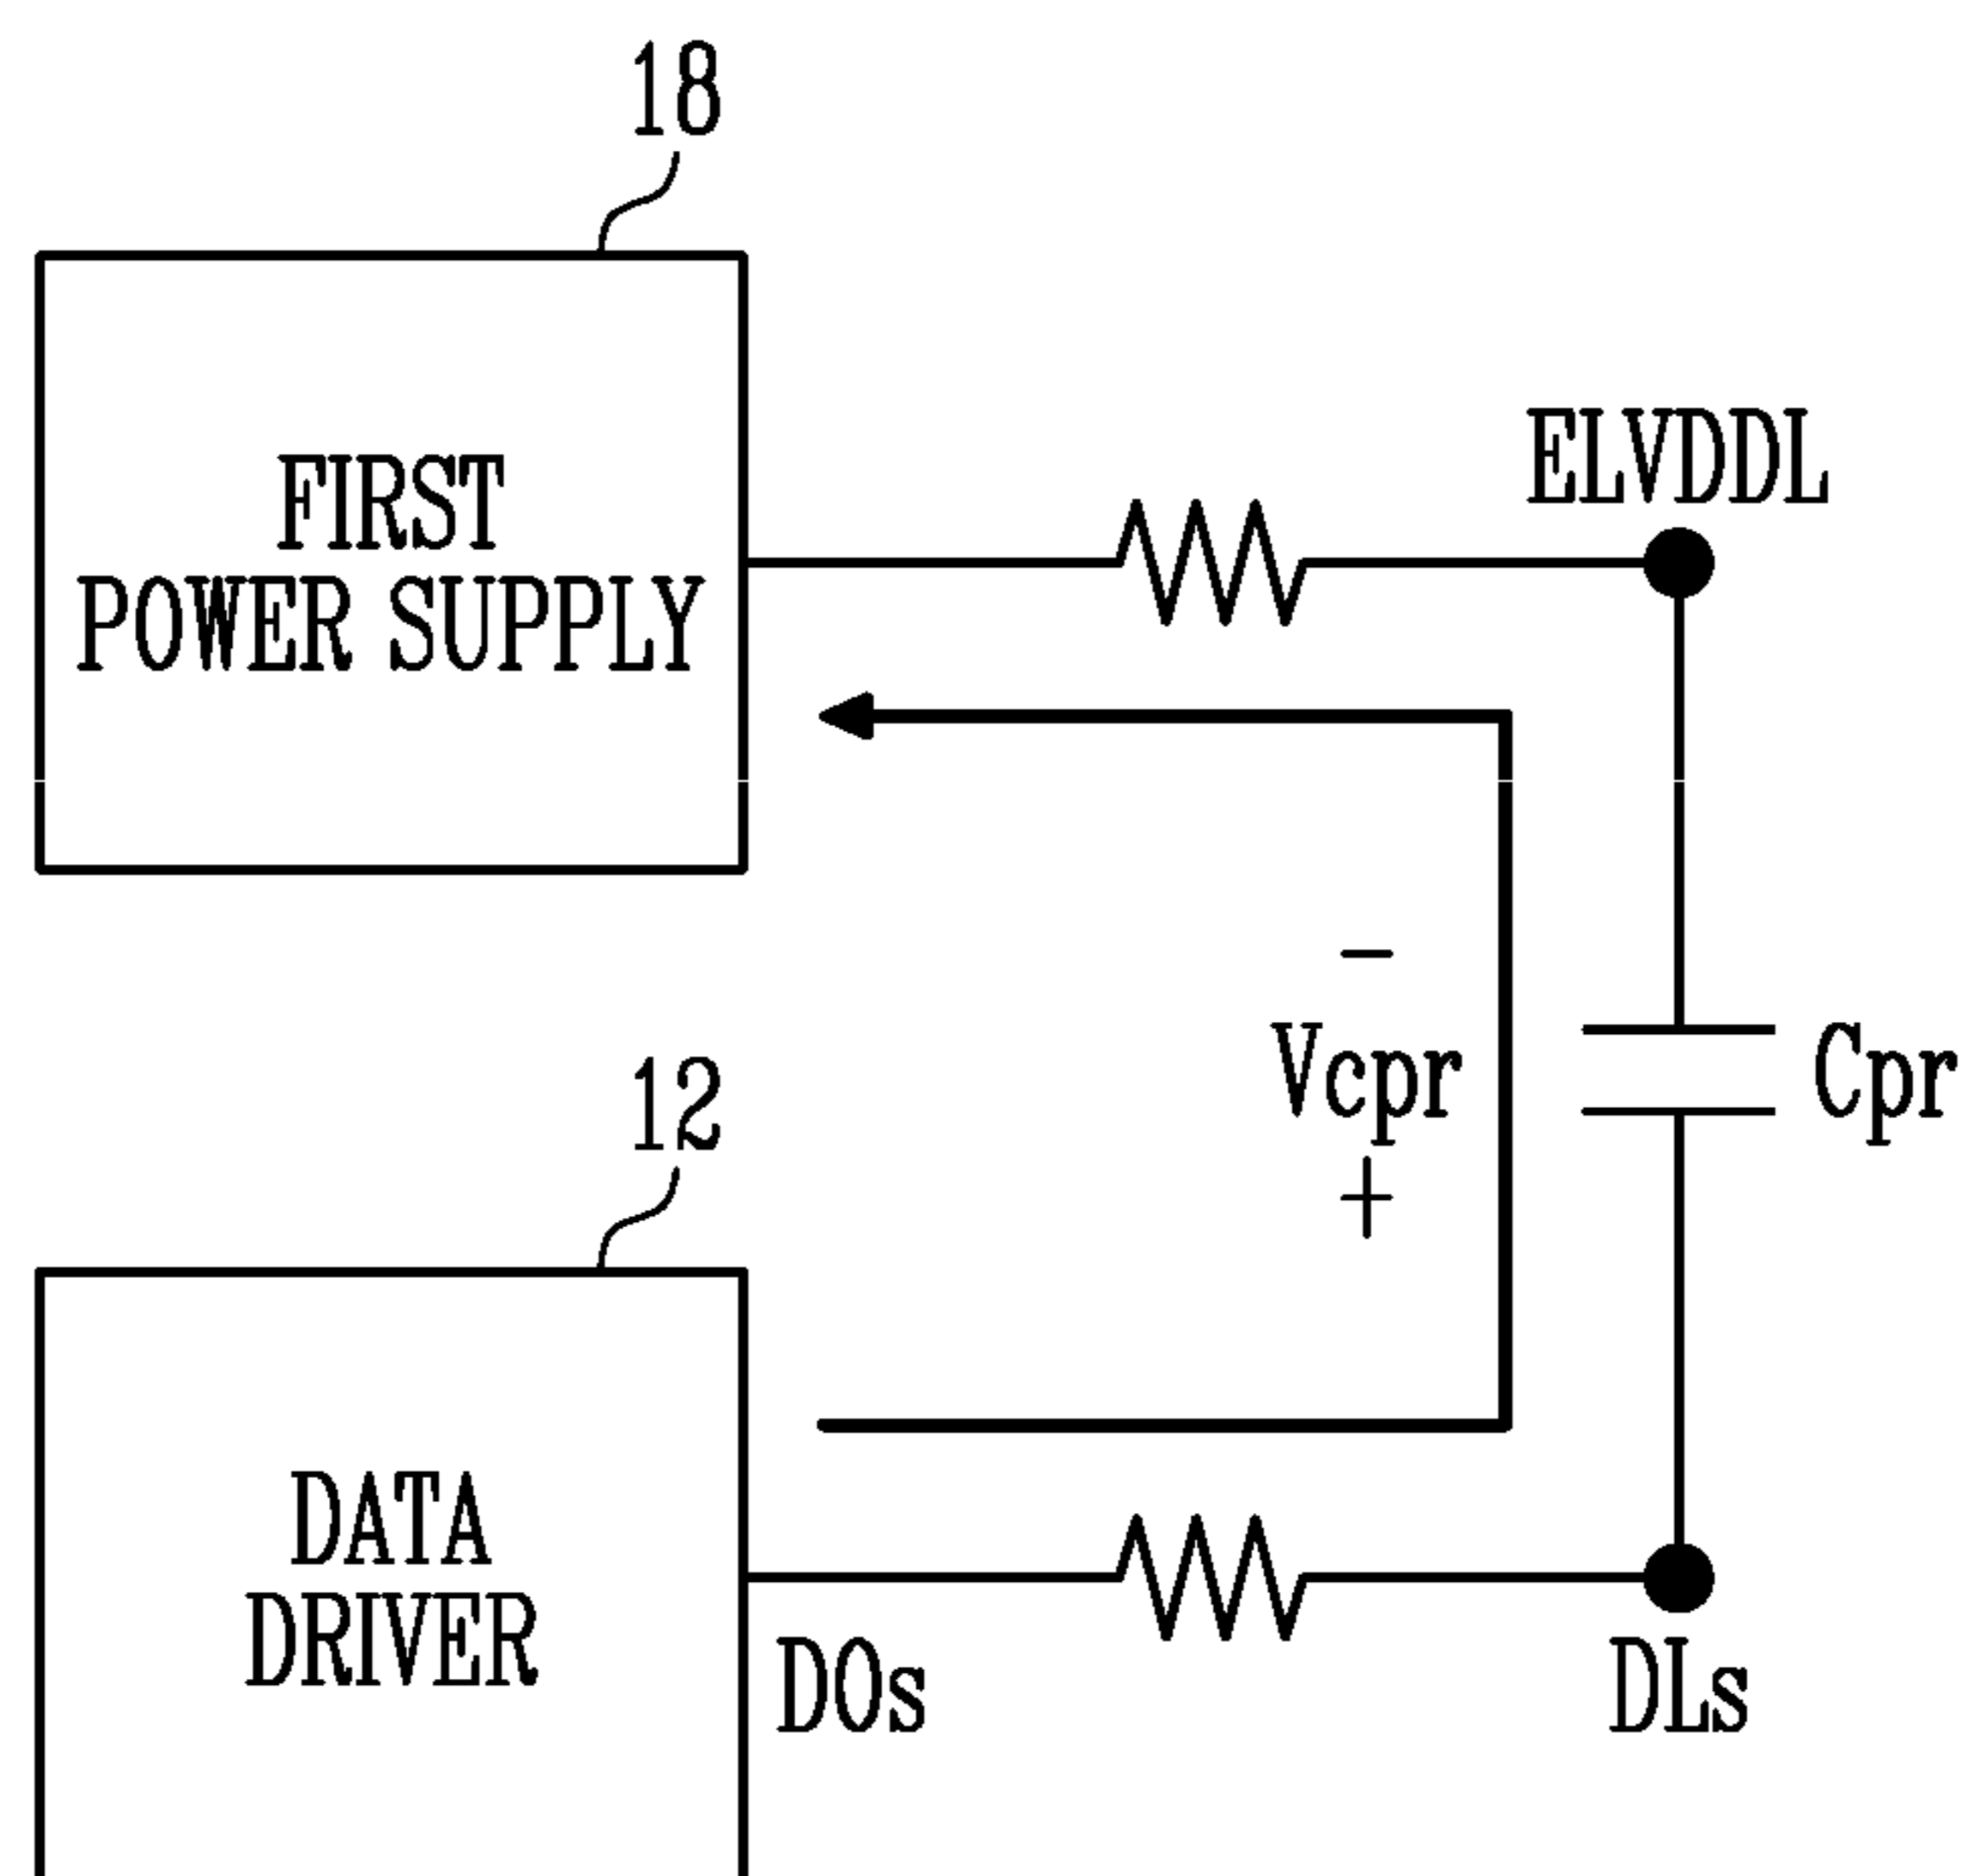 18
FIRST
POWER SUPPLY
ELVDDL
−
Vcpr
+
Cpr
12
DATA
DRIVER
DOs
DLs